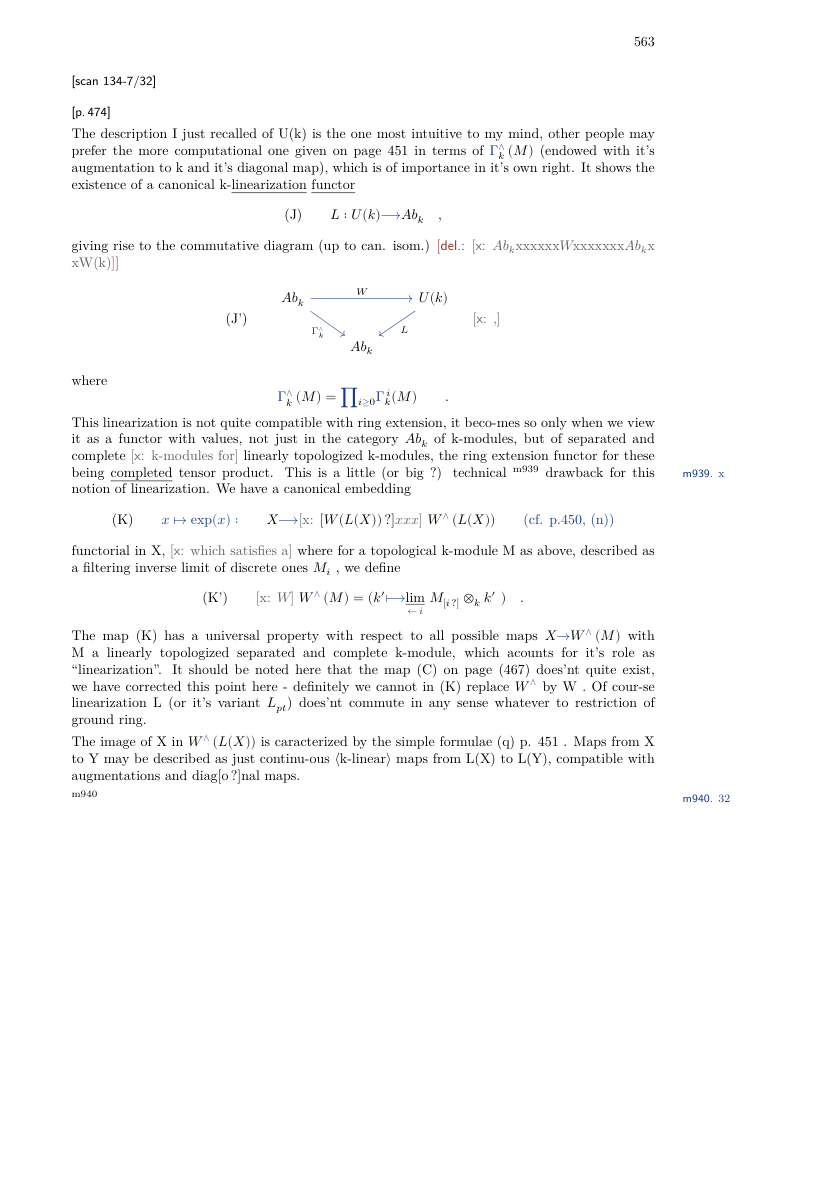 563
[scan 134-7/32]
[p. 474]
The description I just recalled of U(k) is the one most intuitive to my mind, other people may
prefer the more computational one given on page 451 in terms of Γ_k^∧ (M) (endowed with it's
augmentation to k and it's diagonal map), which is of importance in it's own right. It shows the
existence of a canonical k-linearization functor
(J) L : U(k)⟶Ab_k ,
giving rise to the commutative diagram (up to can. isom.) [del.: [x: Ab_kxxxxxxWxxxxxxxAb_kx
xW(k)]]
Ab_k W U(k)
(J') [x: ,]
Γ_k^∧ L
Ab_k
where
Γ_k^∧ (M) = ∏_{i≥0}Γ_k^i(M) .
This linearization is not quite compatible with ring extension, it beco-mes so only when we view
it as a functor with values, not just in the category Ab_k of k-modules, but of separated and
complete [x: k-modules for] linearly topologized k-modules, the ring extension functor for these
being completed tensor product. This is a little (or big ?) technical m939 drawback for this
m939. x
notion of linearization. We have a canonical embedding
(K) x ↦ exp(x) : X⟶[x: [W(L(X)) ?]xxx] W^∧ (L(X)) (cf. p.450, (n))
functorial in X, [x: which satisfies a] where for a topological k-module M as above, described as
a filtering inverse limit of discrete ones M_i , we define
(K') [x: W] W^∧ (M) = (k'⟼lim_{← i} M_{[i ?]} ⊗_k k' ) .
The map (K) has a universal property with respect to all possible maps X→W^∧ (M) with
M a linearly topologized separated and complete k-module, which acounts for it's role as
“linearization”. It should be noted here that the map (C) on page (467) does'nt quite exist,
we have corrected this point here - definitely we cannot in (K) replace W^∧ by W . Of cour-se
linearization L (or it's variant L_pt) does'nt commute in any sense whatever to restriction of
ground ring.
The image of X in W^∧ (L(X)) is caracterized by the simple formulae (q) p. 451 . Maps from X
to Y may be described as just continu-ous ⟨k-linear⟩ maps from L(X) to L(Y), compatible with
augmentations and diag[o ?]nal maps.
m940
m940. 32